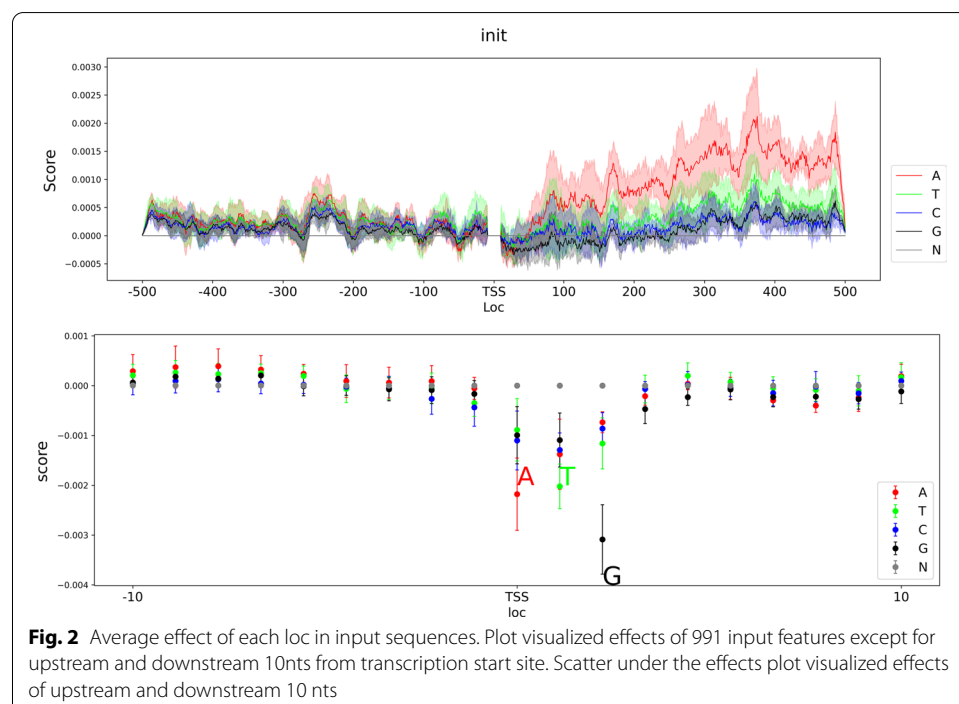 init
0.0030
0.0025
0.0020
0.0015
0.0010
0.0005
0.0000
−0.0005
Score
-500 -400 -300 -200 -100 TSS 100 200 300 400 500
Loc
A
T
C
G
N
0.001
0.000
−0.001
−0.002
−0.003
−0.004
score
A T
G
A
T
C
G
N
-10 TSS 10
loc
Fig. 2 Average effect of each loc in input sequences. Plot visualized effects of 991 input features except for
upstream and downstream 10nts from transcription start site. Scatter under the effects plot visualized effects
of upstream and downstream 10 nts